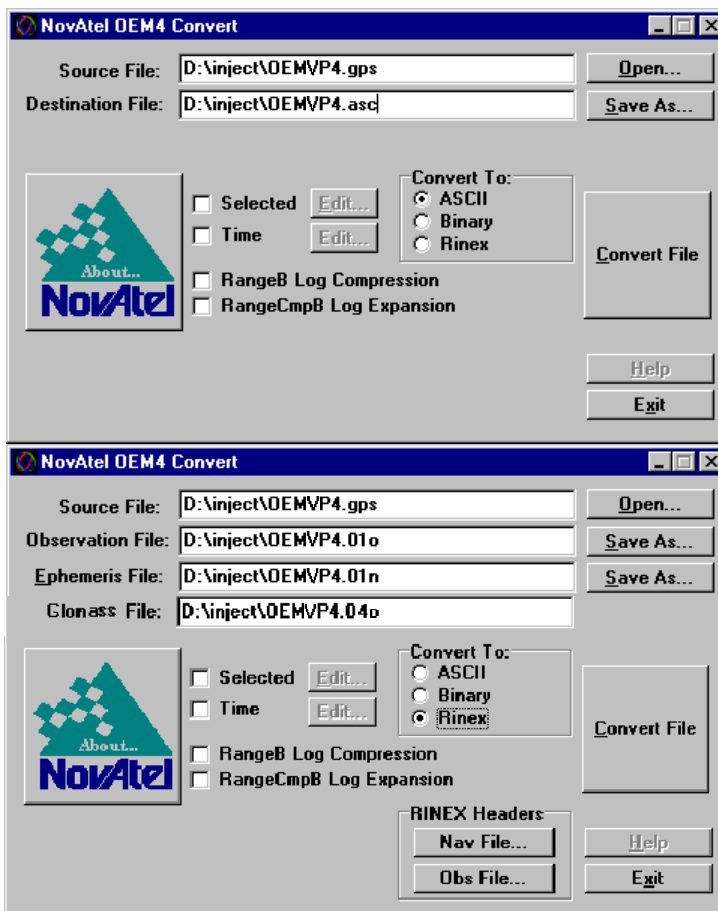 NovAtel OEM4 Convert
Source File: D:\inject\OEMVP4.gps Open...
Destination File: D:\inject\OEMVP4.asc Save As...
Convert To:
Selected Edit... ASCII
Time Edit... Binary
Rinex
Convert File
About...
NovAtel
RangeB Log Compression
RangeCmpB Log Expansion
Help
Exit
NovAtel OEM4 Convert
Source File: D:\inject\OEMVP4.gps Open...
Observation File: D:\inject\OEMVP4.01o Save As...
Ephemeris File: D:\inject\OEMVP4.01n Save As...
Glonass File: D:\inject\OEMVP4.04o
Convert To:
Selected Edit... ASCII
Time Edit... Binary
Rinex
Convert File
About...
NovAtel
RangeB Log Compression
RangeCmpB Log Expansion
RINEX Headers
Nav File... Help
Obs File... Exit